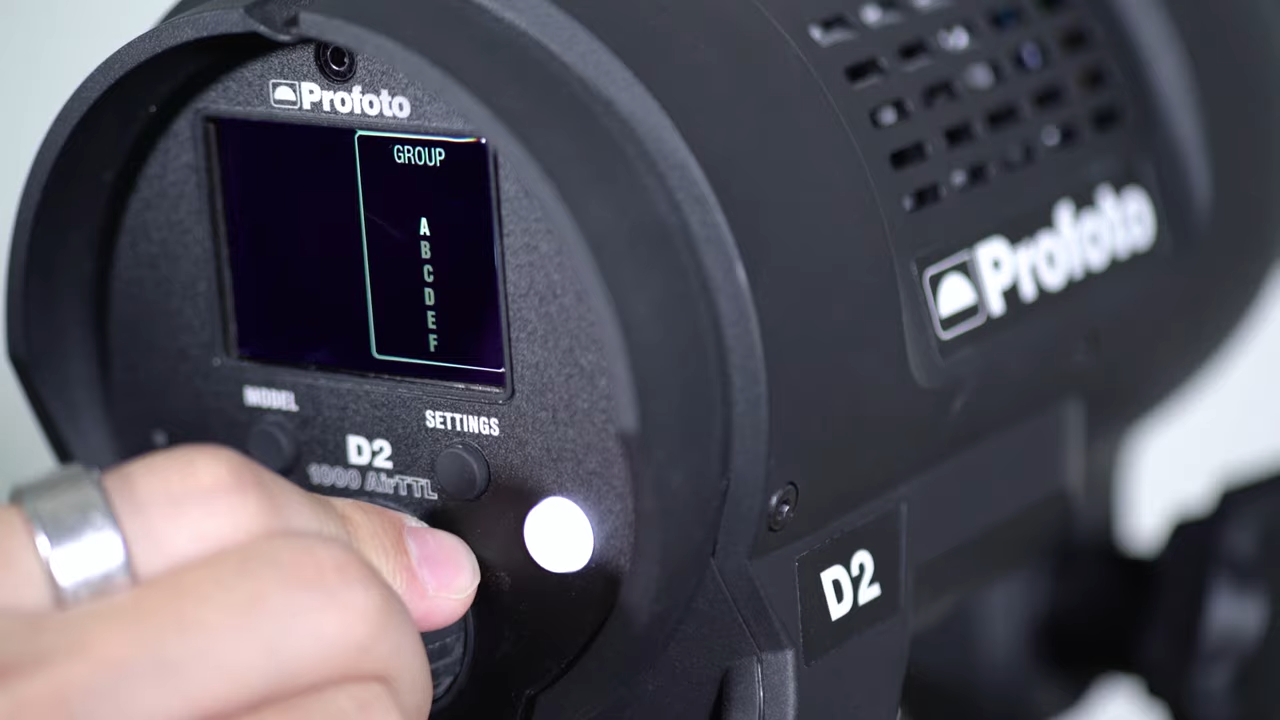 Profoto
GROUP
A
B
C
D
E
F
MODEL
SETTINGS
D2
1000 AirTTL
Profoto
D2